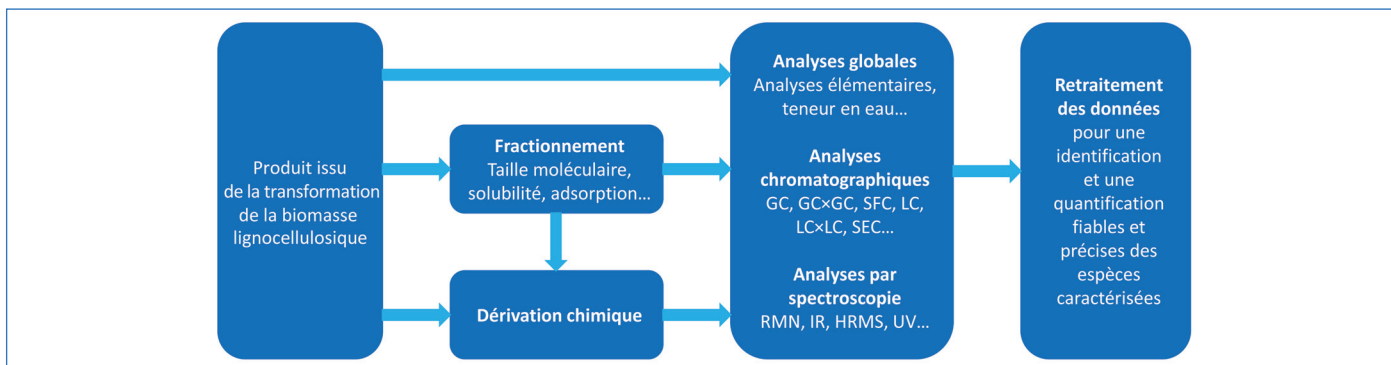 Produit issu
de la transformation
de la biomasse
lignocellulosique
Fractionnement
Taille moléculaire,
solubilité, adsorption…
Dérivation chimique
Analyses globales
Analyses élémentaires,
teneur en eau…
Analyses
chromatographiques
GC, GC×GC, SFC, LC,
LC×LC, SEC…
Analyses par
spectroscopie
RMN, IR, HRMS, UV…
Retraitement
des données
pour une
identification
et une
quantification
fiables et
précises des
espèces
caractérisées